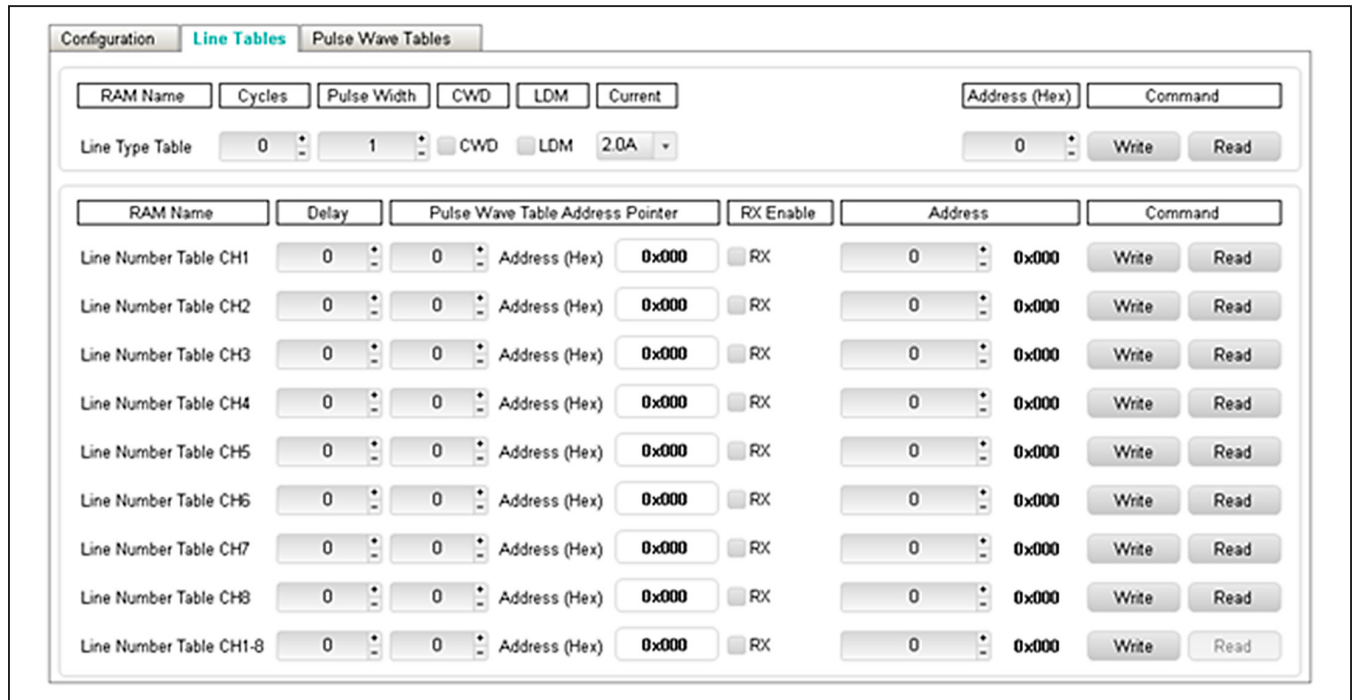 Configuration Line Tables Pulse Wave Tables
RAM Name Cycles Pulse Width CWD LDM Current Address (Hex) Command
Line Type Table 0 1 CWD LDM 2.0A 0 Write Read
RAM Name Delay Pulse Wave Table Address Pointer RX Enable Address Command
Line Number Table CH1 0 0 Address (Hex) 0x000 RX 0 0x000 Write Read
Line Number Table CH2 0 0 Address (Hex) 0x000 RX 0 0x000 Write Read
Line Number Table CH3 0 0 Address (Hex) 0x000 RX 0 0x000 Write Read
Line Number Table CH4 0 0 Address (Hex) 0x000 RX 0 0x000 Write Read
Line Number Table CH5 0 0 Address (Hex) 0x000 RX 0 0x000 Write Read
Line Number Table CH6 0 0 Address (Hex) 0x000 RX 0 0x000 Write Read
Line Number Table CH7 0 0 Address (Hex) 0x000 RX 0 0x000 Write Read
Line Number Table CH8 0 0 Address (Hex) 0x000 RX 0 0x000 Write Read
Line Number Table CH1-8 0 0 Address (Hex) 0x000 RX 0 0x000 Write Read